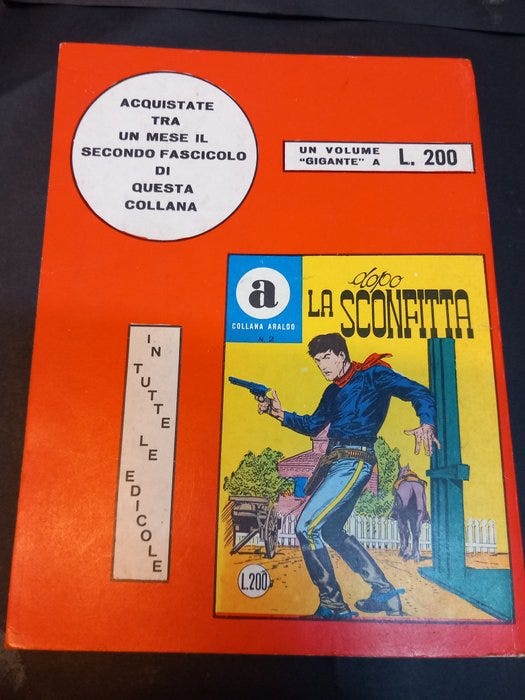 ACQUISTATE
TRA
UN MESE IL
SECONDO FASCICOLO
DI
QUESTA
COLLANA
UN VOLUME
"GIGANTE" A
L. 200
IN TUTTE LE EDICOLE
a
COLLANA ARALDO
N. 2
dopo
LA SCONFITTA
L.200